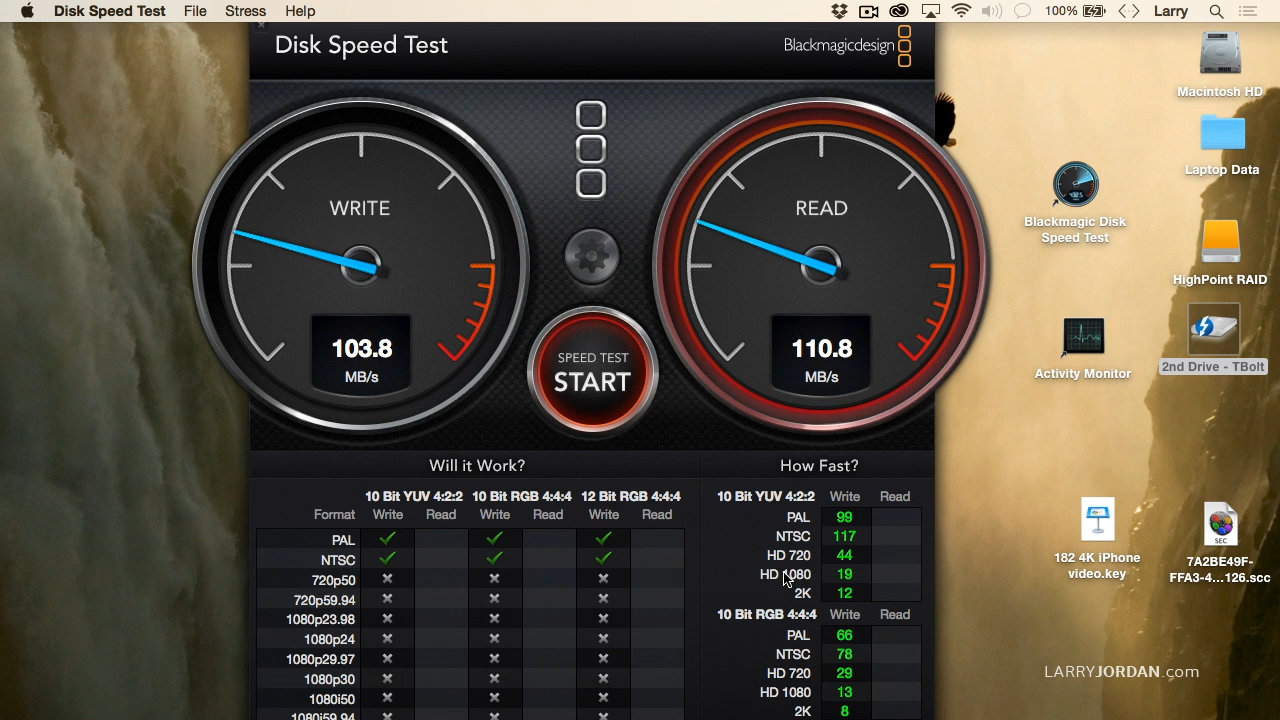 Disk Speed Test File Stress Help 100% Larry
Disk Speed Test
Blackmagicdesign
WRITE
103.8
MB/s
READ
110.8
MB/s
SPEED TEST
START
Will it Work?
10 Bit YUV 4:2:2 10 Bit RGB 4:4:4 12 Bit RGB 4:4:4
Format Write Read Write Read Write Read
PAL
NTSC
720p50
720p59.94
1080p23.98
1080p24
1080p29.97
1080p30
1080i50
1080i59.94
How Fast?
10 Bit YUV 4:2:2 Write Read
PAL 99
NTSC 117
HD 720 44
HD 1080 19
2K 12
10 Bit RGB 4:4:4 Write Read
PAL 66
NTSC 78
HD 720 29
HD 1080 13
2K 8
Macintosh HD
Laptop Data
Blackmagic Disk
Speed Test
HighPoint RAID
Activity Monitor
2nd Drive - TBolt
182 4K iPhone
video.key
SEC
7A2BE49F-
FFA3-4...126.scc
LARRYJORDAN.com